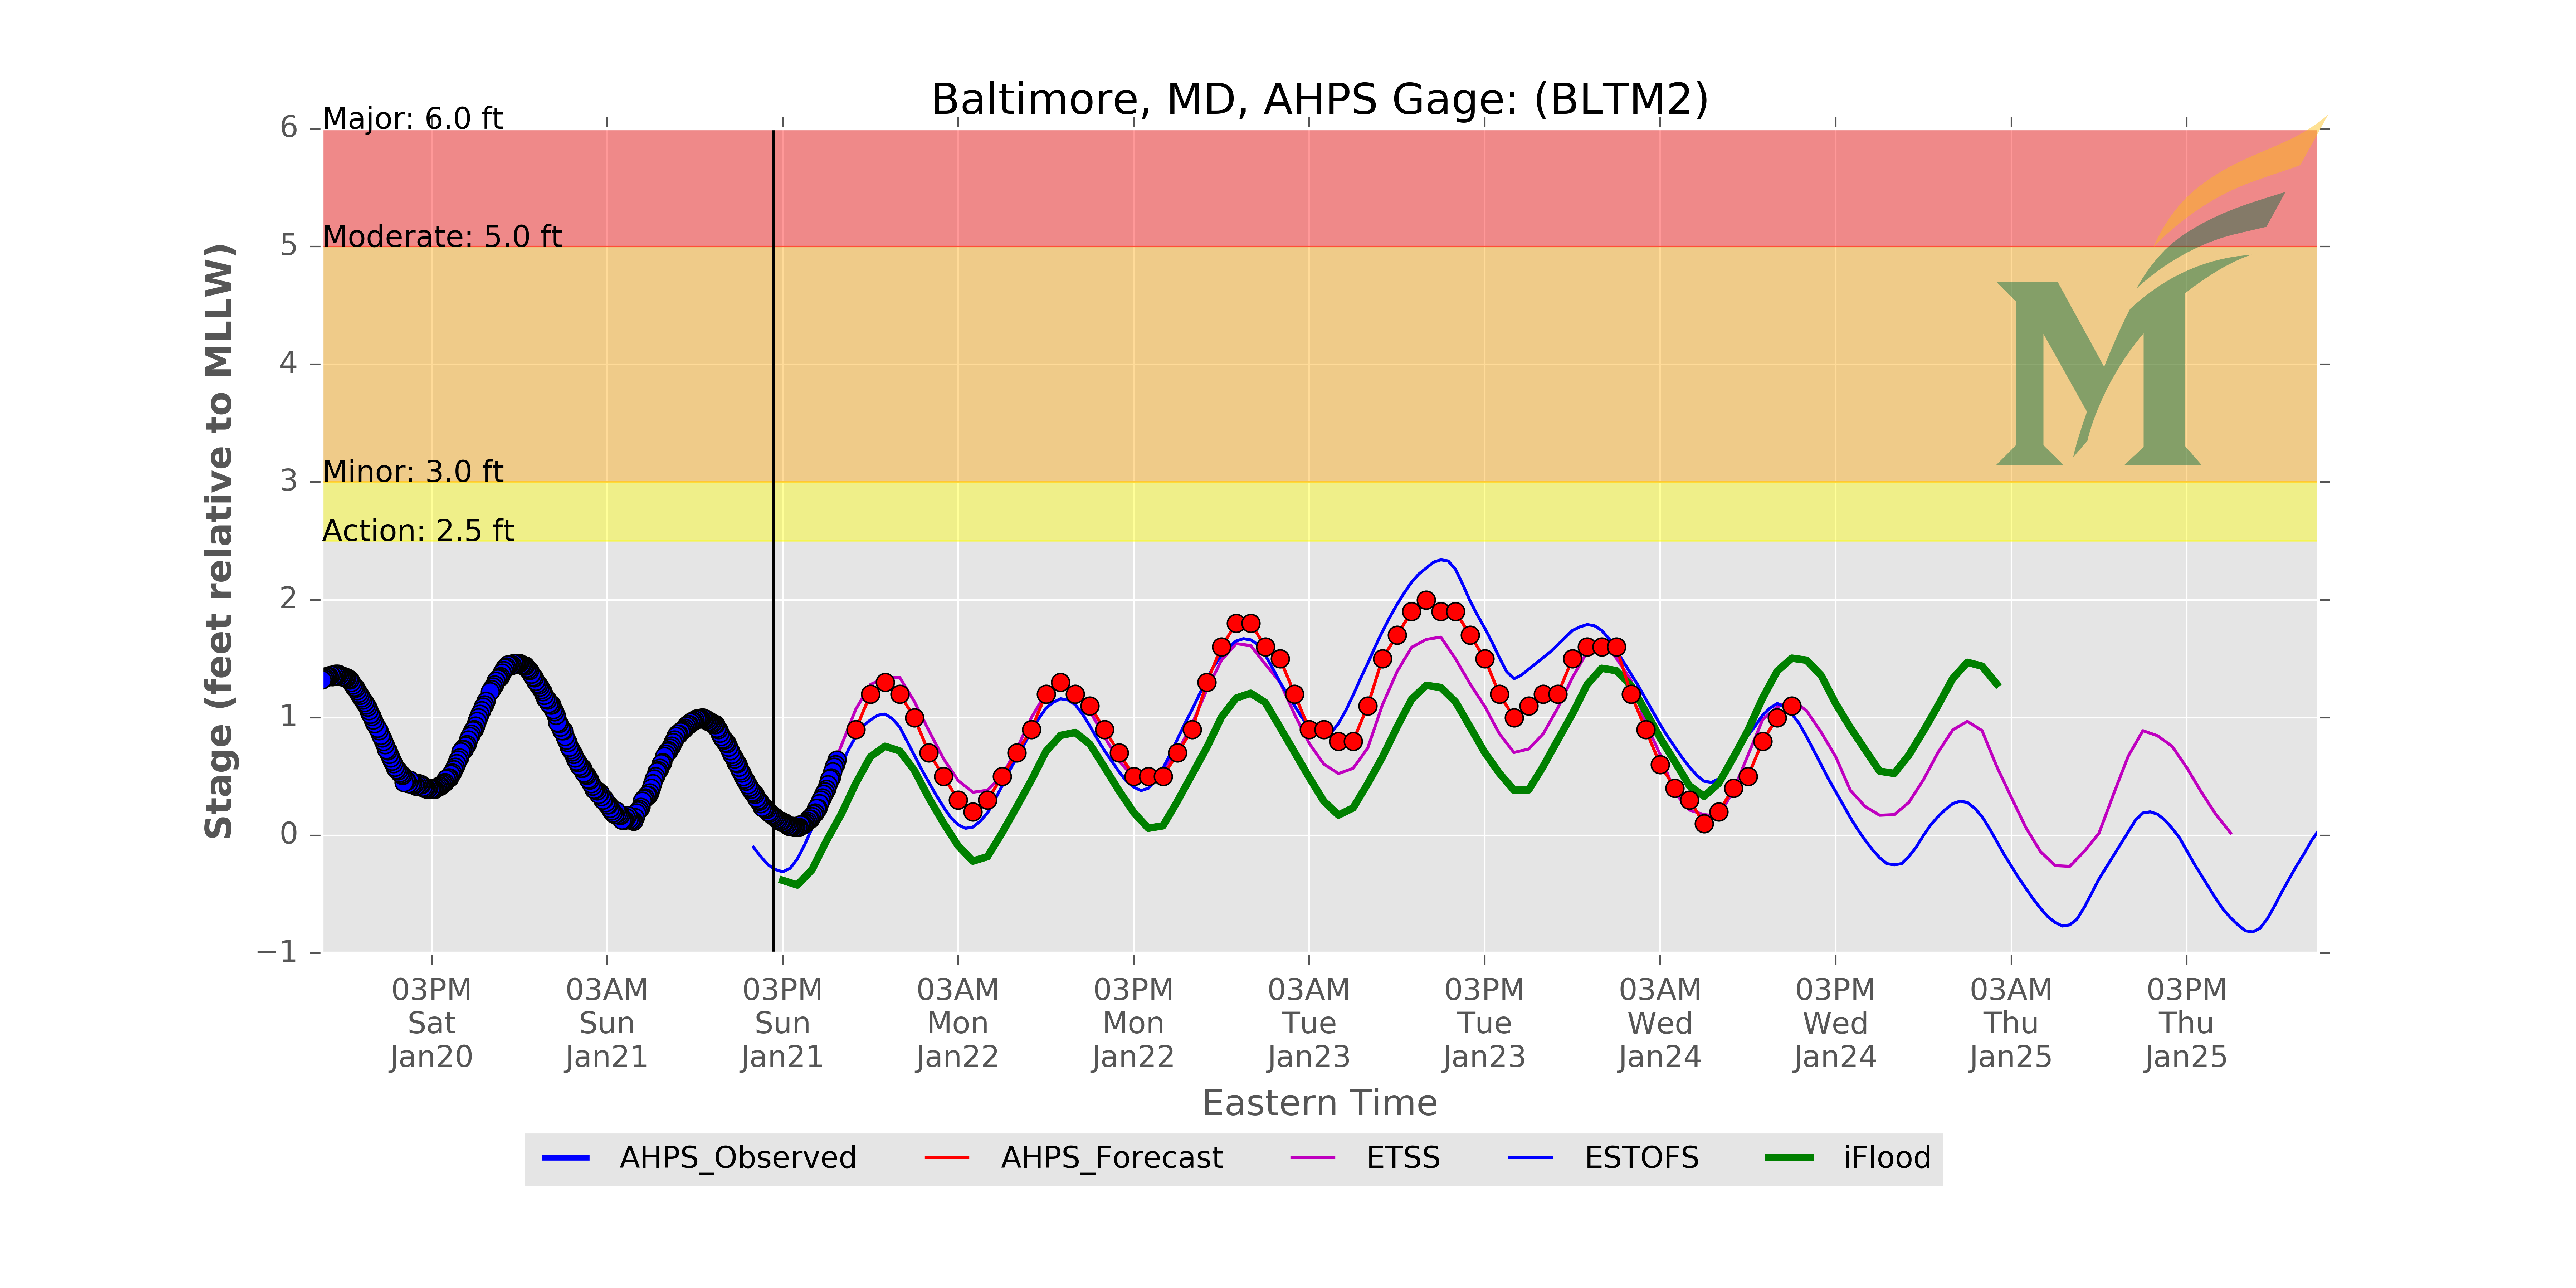 Baltimore, MD, AHPS Gage: (BLTM2)
Major: 6.0 ft
Moderate: 5.0 ft
Minor: 3.0 ft
Action: 2.5 ft
6
5
4
3
2
1
0
−1
Stage (feet relative to MLLW)
03PM 03AM 03PM 03AM 03PM 03AM 03PM 03AM 03PM 03AM 03PM
Sat Sun Sun Mon Mon Tue Tue Wed Wed Thu Thu
Jan20 Jan21 Jan21 Jan22 Jan22 Jan23 Jan23 Jan24 Jan24 Jan25 Jan25
Eastern Time
AHPS_Observed AHPS_Forecast ETSS ESTOFS iFlood
M